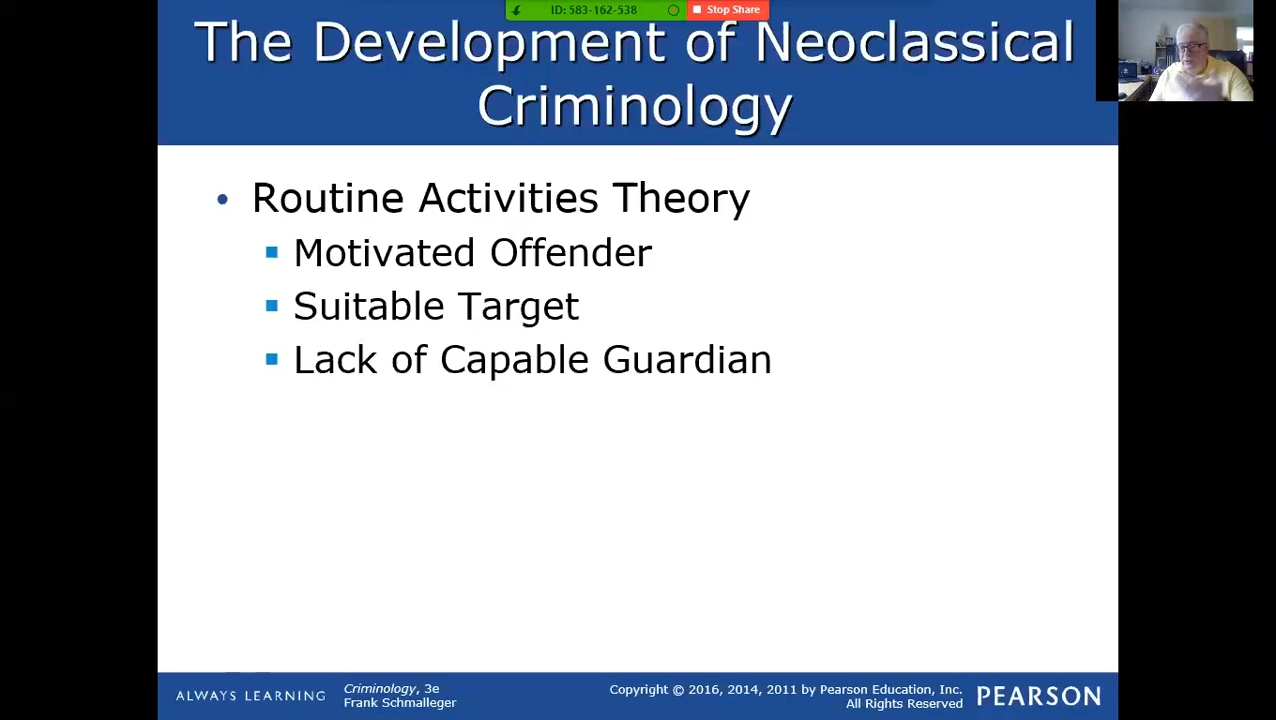 ID: 583-162-538
Stop Share
The Development of Neoclassical
Criminology
• Routine Activities Theory
▪ Motivated Offender
▪ Suitable Target
▪ Lack of Capable Guardian
ALWAYS LEARNING
Criminology, 3e
Frank Schmalleger
Copyright © 2016, 2014, 2011 by Pearson Education, Inc.
All Rights Reserved
PEARSON